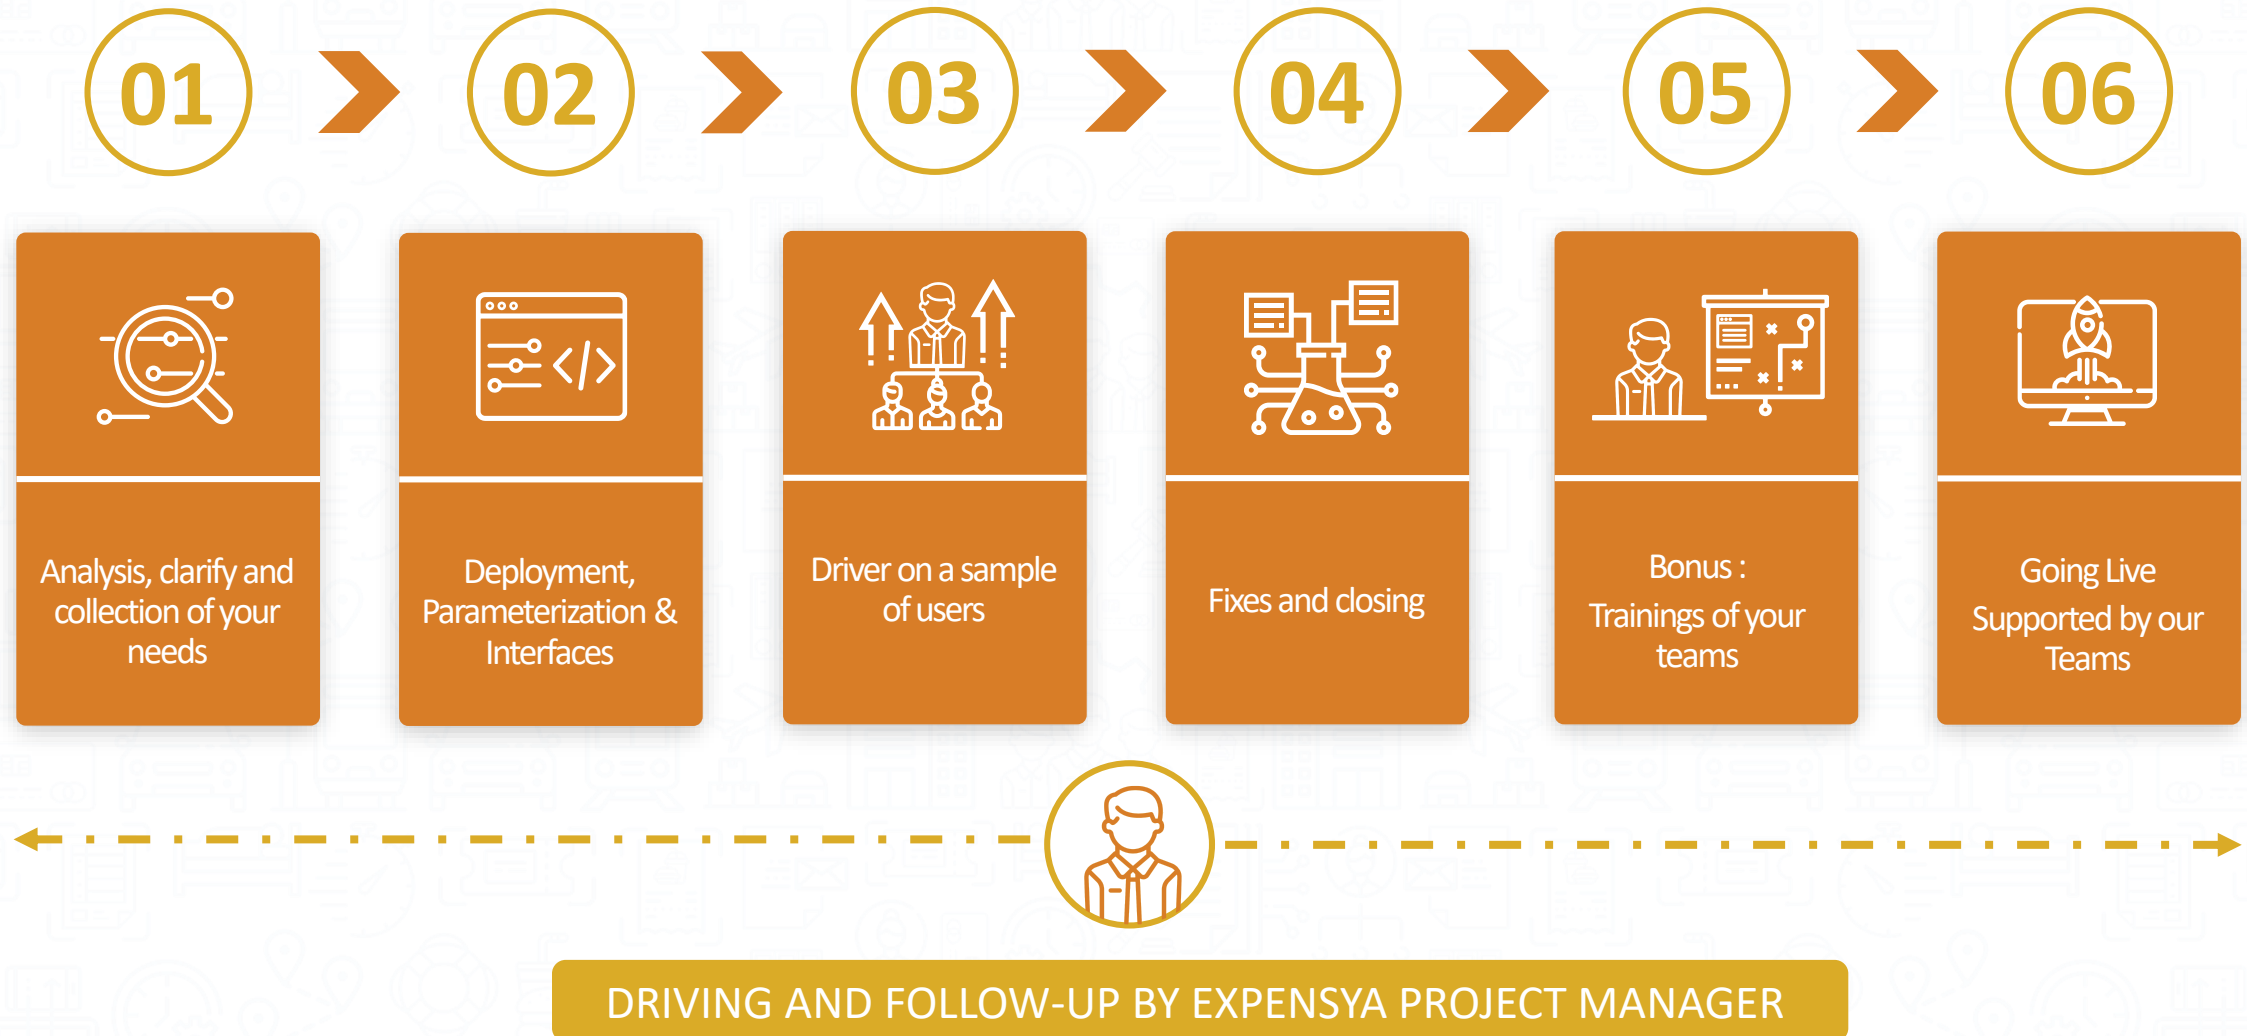 01
02
03
04
05
06
Analysis, clarify and
collection of your
needs
Deployment,
Parameterization &
Interfaces
Driver on a sample
of users
Fixes and closing
Bonus :
Trainings of your
teams
Going Live
Supported by our
Teams
DRIVING AND FOLLOW-UP BY EXPENSYA PROJECT MANAGER